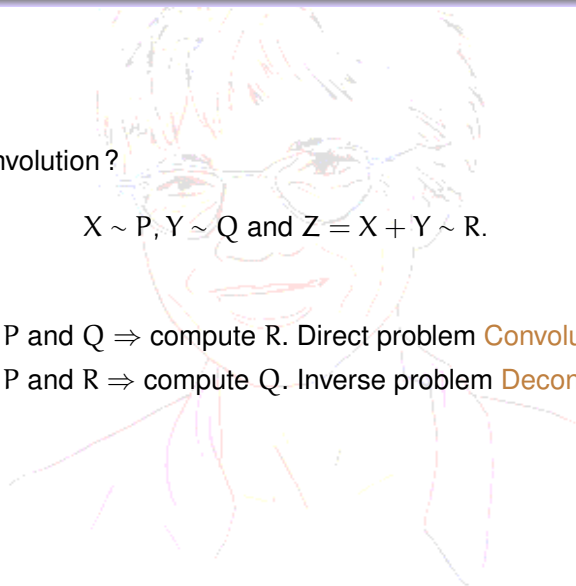 nvolution ?
X ~ P, Y ~ Q and Z = X + Y ~ R.
P and Q ⇒ compute R. Direct problem Convolu
P and R ⇒ compute Q. Inverse problem Decon